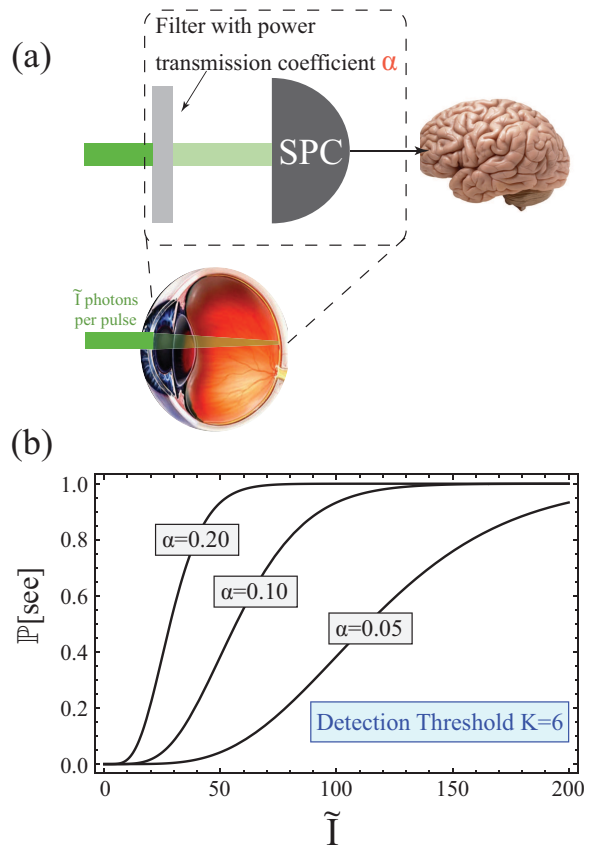 (a)
Filter with power
transmission coefficient α
SPC
Ĩ photons
per pulse
(b)
1.0
0.8
0.6
0.4
0.2
0.0
ℙ[see]
α=0.20
α=0.10
α=0.05
Detection Threshold K=6
0
50
100
150
200
Ĩ